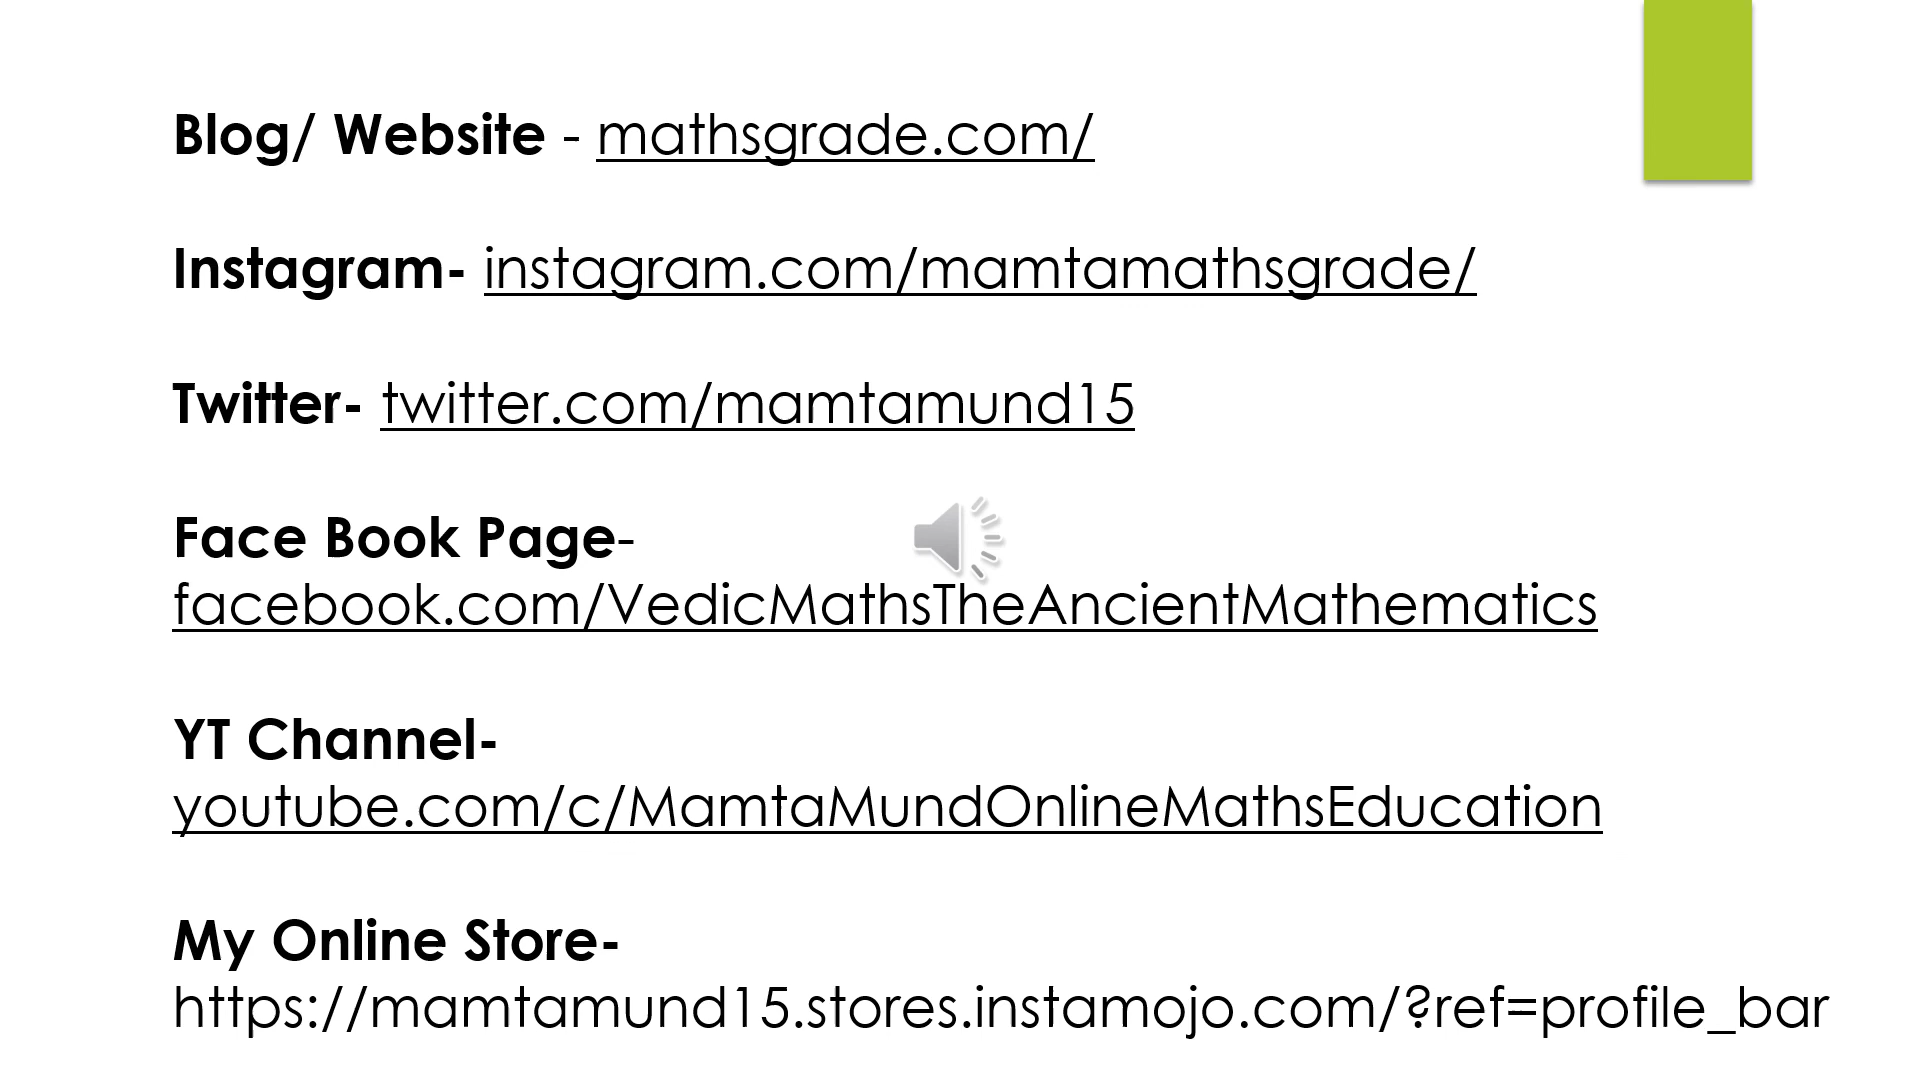 Blog/ Website - mathsgrade.com/
Instagram- instagram.com/mamtamathsgrade/
Twitter- twitter.com/mamtamund15
Face Book Page-
facebook.com/VedicMathsTheAncientMathematics
YT Channel-
youtube.com/c/MamtaMundOnlineMathsEducation
My Online Store-
https://mamtamund15.stores.instamojo.com/?ref=profile_bar